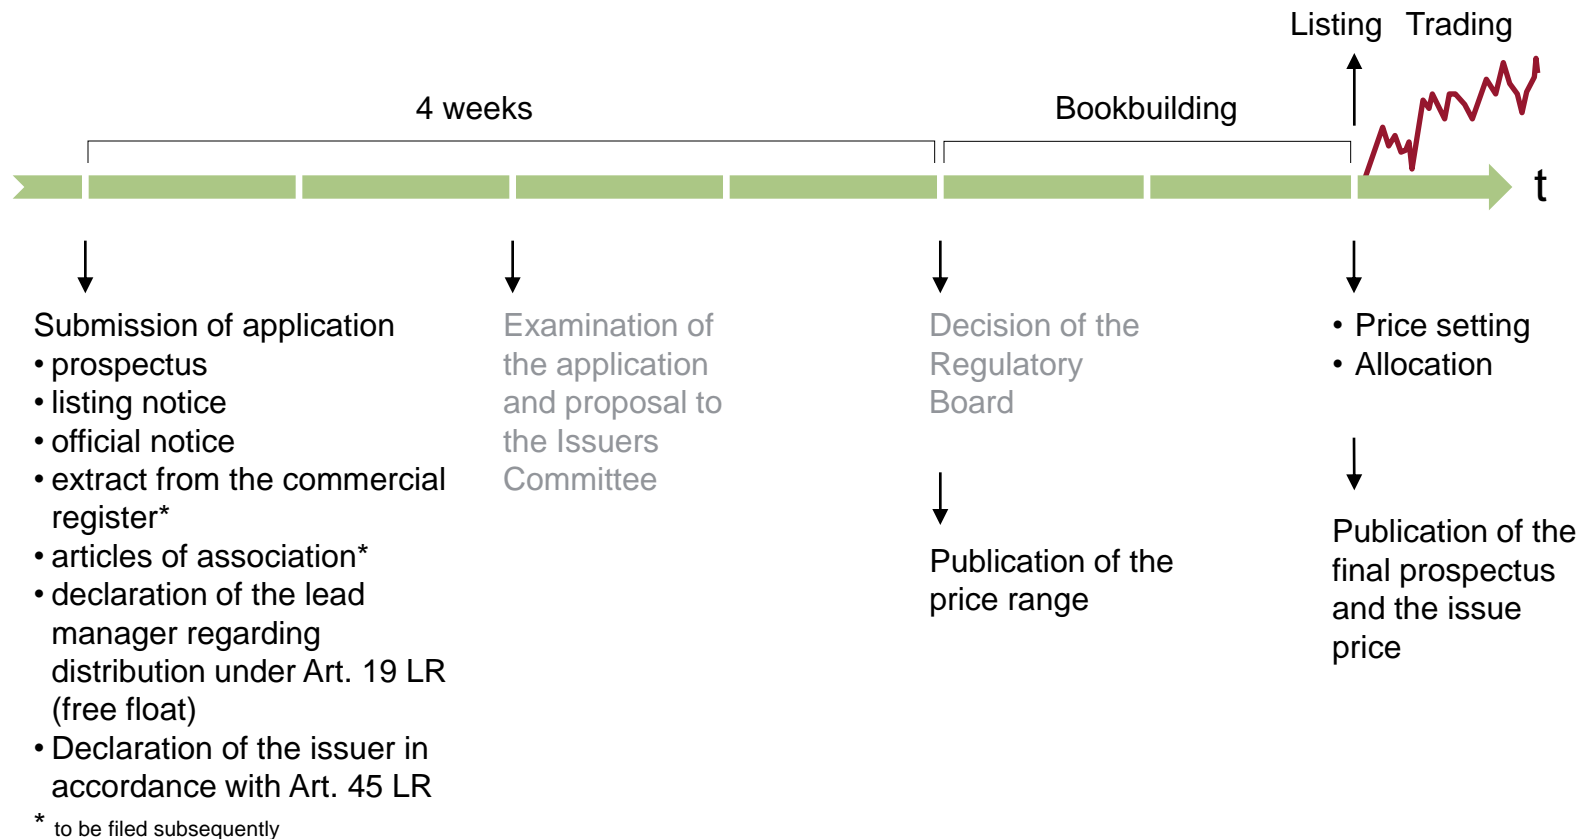 Listing Trading
4 weeks
Bookbuilding
t
Submission of application
• prospectus
• listing notice
• official notice
• extract from the commercial
register*
• articles of association*
• declaration of the lead
manager regarding
distribution under Art. 19 LR
(free float)
• Declaration of the issuer in
accordance with Art. 45 LR
* to be filed subsequently
Examination of
the application
and proposal to
the Issuers
Committee
Decision of the
Regulatory
Board
Publication of the
price range
• Price setting
• Allocation
Publication of the
final prospectus
and the issue
price